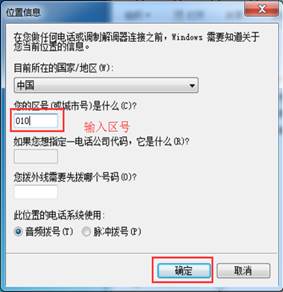 位置信息
在您做任何电话或调制解调器连接之前，Windows 需要知道关于
您当前位置的信息。
目前所在的国家/地区(W):
中国
您的区号(或城市号)是什么(C)?
010
输入区号
如果您想指定一电话公司代码，它是什么(R)?
您拨外线需要先拨哪个号码(O)?
此位置的电话系统使用:
音频拨号(T) 脉冲拨号(P)
确定 取消